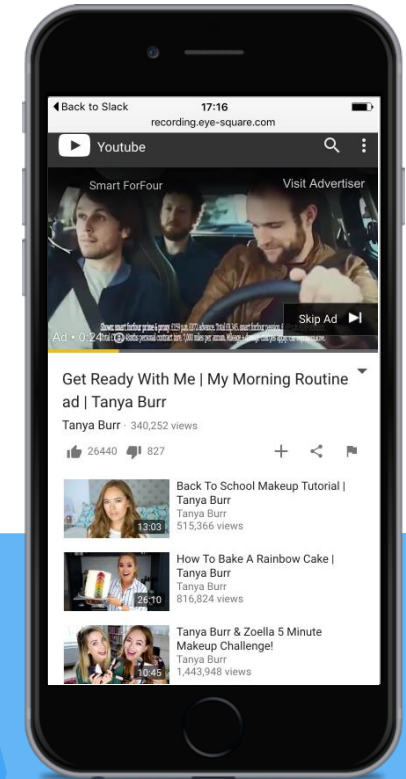 Back to Slack 17:16
recording.eye-square.com
Youtube
Smart ForFour Visit Advertiser
Skip Ad
Ad • 0:24
Get Ready With Me | My Morning Routine
ad | Tanya Burr
Tanya Burr · 340,252 views
26440 827
Back To School Makeup Tutorial |
Tanya Burr
Tanya Burr
515,366 views
13:03
How To Bake A Rainbow Cake |
Tanya Burr
Tanya Burr
816,824 views
26:10
Tanya Burr & Zoella 5 Minute
Makeup Challenge!
Tanya Burr
1,443,948 views
10:45